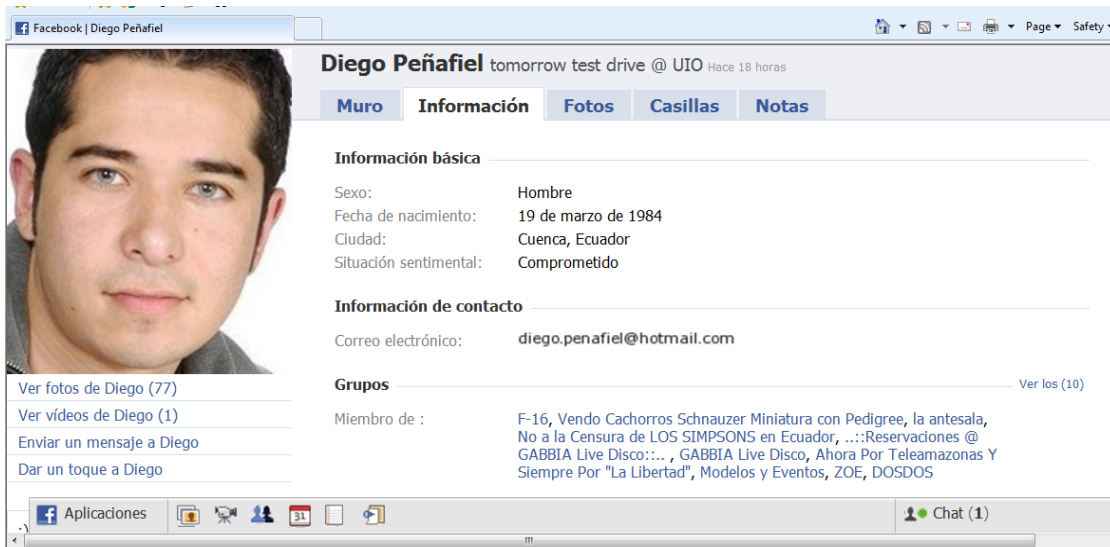 Facebook | Diego Peñafiel
Page
Safety
Diego Peñafiel tomorrow test drive @ UIO Hace 18 horas
Muro Información Fotos Casillas Notas
Información básica
Sexo: Hombre
Fecha de nacimiento: 19 de marzo de 1984
Ciudad: Cuenca, Ecuador
Situación sentimental: Comprometido
Información de contacto
Correo electrónico: diego.penafiel@hotmail.com
Grupos Ver los (10)
Miembro de : F-16, Vendo Cachorros Schnauzer Miniatura con Pedigree, la antesala,
No a la Censura de LOS SIMPSONS en Ecuador, ..::Reservaciones @
GABBIA Live Disco::.. , GABBIA Live Disco, Ahora Por Teleamazonas Y
Siempre Por "La Libertad", Modelos y Eventos, ZOE, DOSDOS
Ver fotos de Diego (77)
Ver vídeos de Diego (1)
Enviar un mensaje a Diego
Dar un toque a Diego
:)
Aplicaciones 31 Chat (1)